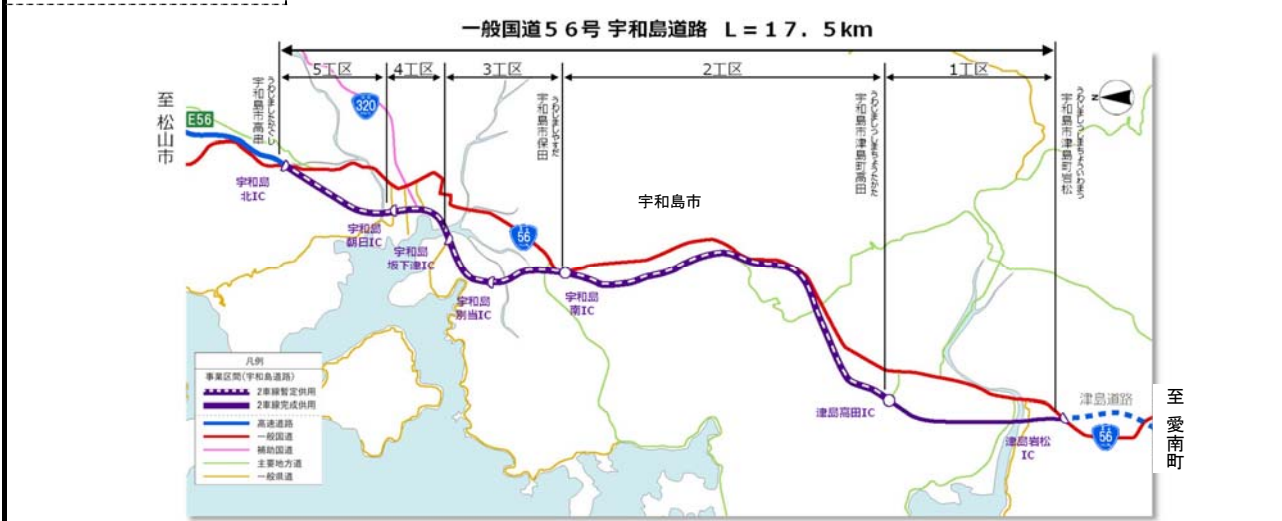 一般国道５６号 宇和島道路 L＝１７．５km
5工区
4工区
3工区
2工区
1工区
至 松山市
E56
320
宇和島市高串
うわじましたかぐし
宇和島市保田
うわじましやすだ
宇和島市津島町高田
うわじましつしまちょうたかた
宇和島市津島町岩松
うわじましつしまちょういわまつ
N
宇和島
北IC
宇和島
朝日IC
宇和島
坂下津IC
宇和島
別当IC
56
宇和島
南IC
宇和島市
津島高田IC
津島岩松
IC
津島道路
56
至 愛南町
凡例
事業区間(宇和島道路)
2車線暫定供用
2車線完成供用
高速道路
一般国道
補助国道
主要地方道
一般県道